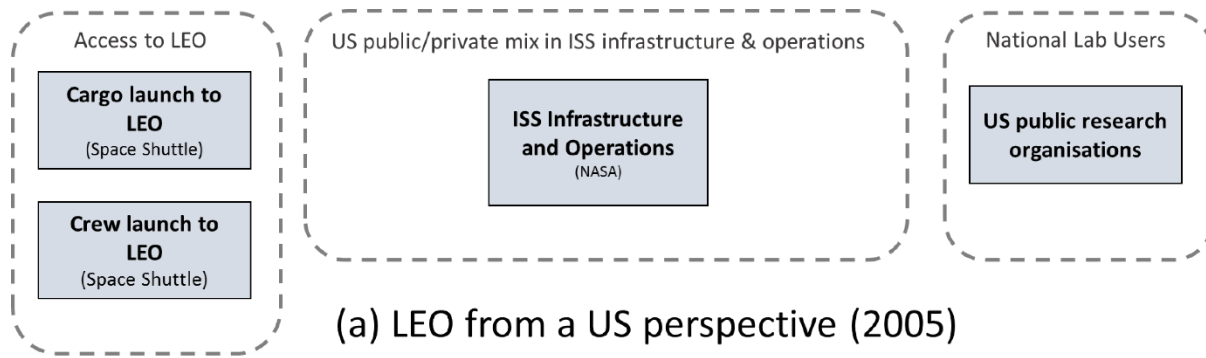 Access to LEO
Cargo launch to
LEO
(Space Shuttle)
Crew launch to
LEO
(Space Shuttle)
US public/private mix in ISS infrastructure & operations
ISS Infrastructure
and Operations
(NASA)
National Lab Users
US public research
organisations
(a) LEO from a US perspective (2005)